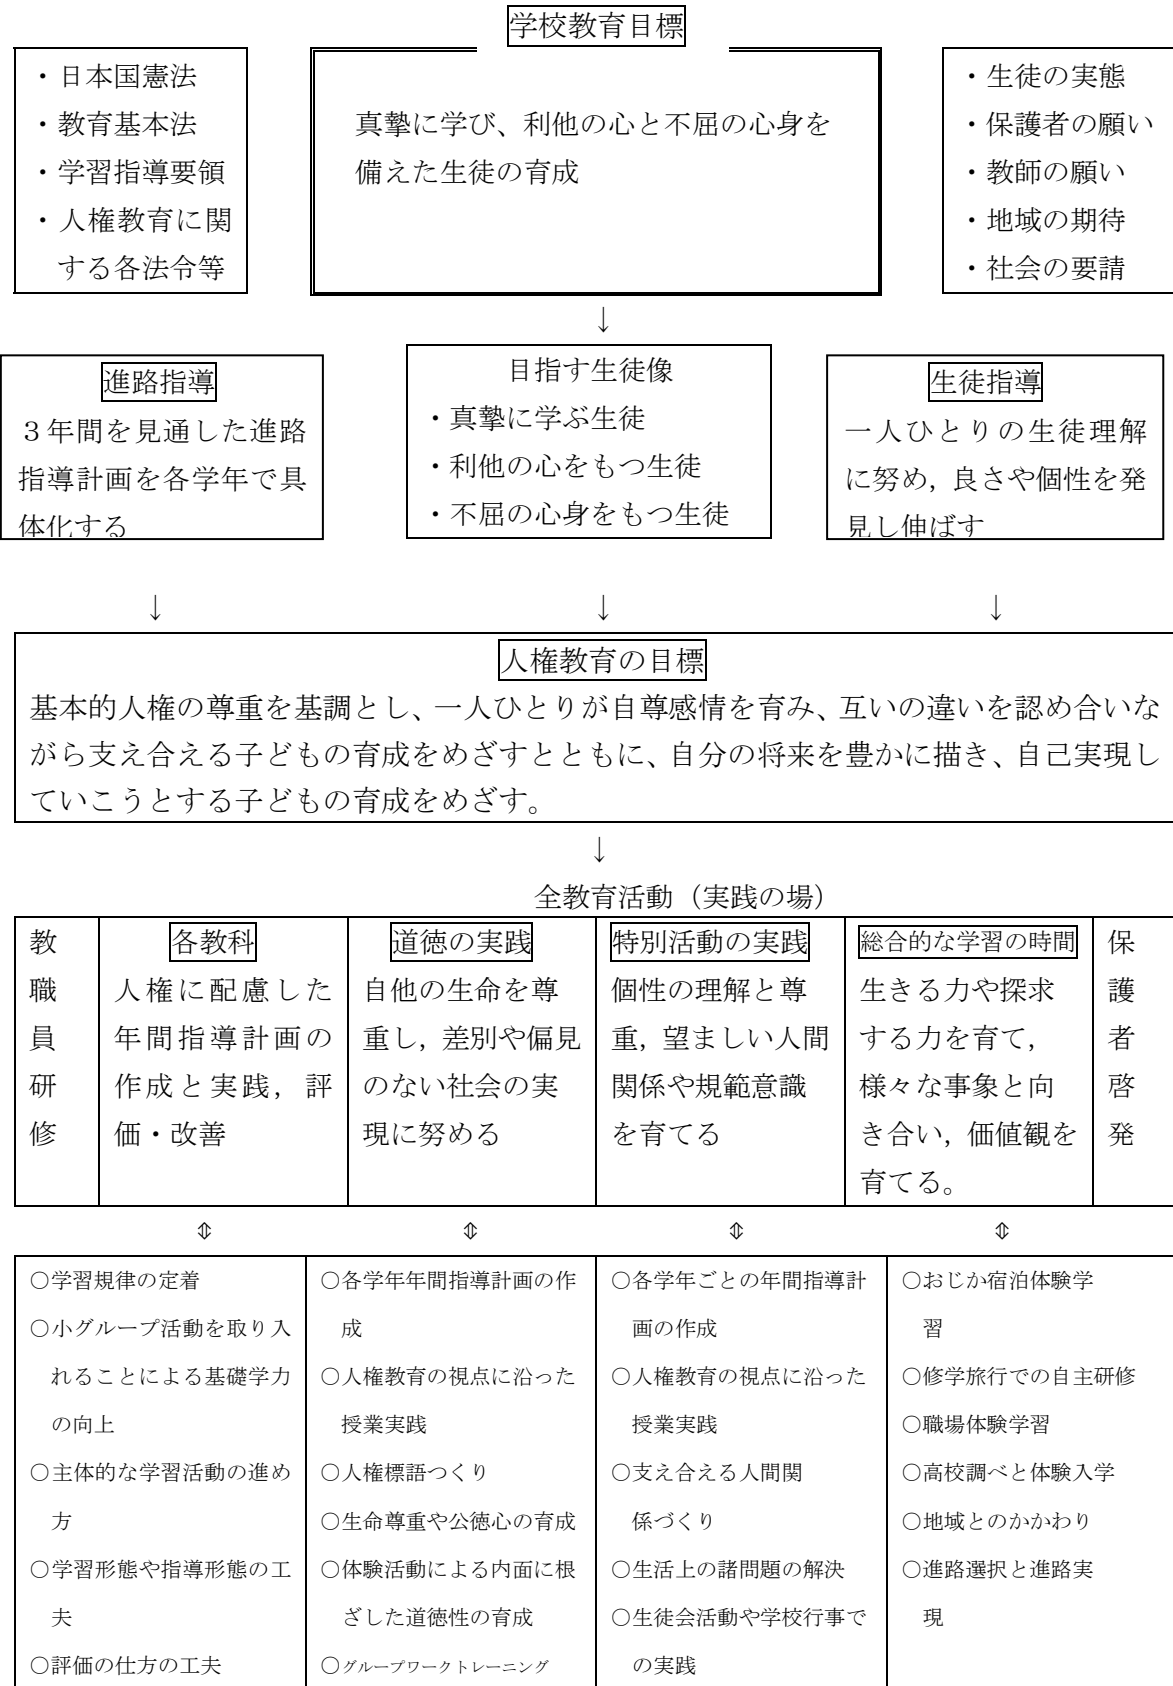 学校教育目標
・日本国憲法
・教育基本法
・学習指導要領
・人権教育に関
する各法令等
真摯に学び、利他の心と不屈の心身を
備えた生徒の育成
・生徒の実態
・保護者の願い
・教師の願い
・地域の期待
・社会の要請
↓
進路指導
３年間を見通した進路
指導計画を各学年で具
体化する
目指す生徒像
・真摯に学ぶ生徒
・利他の心をもつ生徒
・不屈の心身をもつ生徒
生徒指導
一人ひとりの生徒理解
に努め，良さや個性を発
見し伸ばす
↓ ↓ ↓
人権教育の目標
基本的人権の尊重を基調とし、一人ひとりが自尊感情を育み、互いの違いを認め合いな
がら支え合える子どもの育成をめざすとともに、自分の将来を豊かに描き、自己実現し
ていこうとする子どもの育成をめざす。
↓
全教育活動（実践の場）
教
職
員
研
修
各教科
人権に配慮した
年間指導計画の
作成と実践，評
価・改善
道徳の実践
自他の生命を尊
重し，差別や偏見
のない社会の実
現に努める
特別活動の実践
個性の理解と尊
重，望ましい人間
関係や規範意識
を育てる
総合的な学習の時間
生きる力や探求
する力を育て，
様々な事象と向
き合い，価値観を
育てる。
保
護
者
啓
発
⇕ ⇕ ⇕ ⇕
○学習規律の定着
○小グループ活動を取り入
れることによる基礎学力
の向上
○主体的な学習活動の進め
方
○学習形態や指導形態の工
夫
○評価の仕方の工夫
○各学年年間指導計画の作
成
○人権教育の視点に沿った
授業実践
○人権標語つくり
○生命尊重や公徳心の育成
○体験活動による内面に根
ざした道徳性の育成
○グループワークトレーニング
○各学年ごとの年間指導計
画の作成
○人権教育の視点に沿った
授業実践
○支え合える人間関
係づくり
○生活上の諸問題の解決
○生徒会活動や学校行事で
の実践
○おじか宿泊体験学
習
○修学旅行での自主研修
○職場体験学習
○高校調べと体験入学
○地域とのかかわり
○進路選択と進路実
現